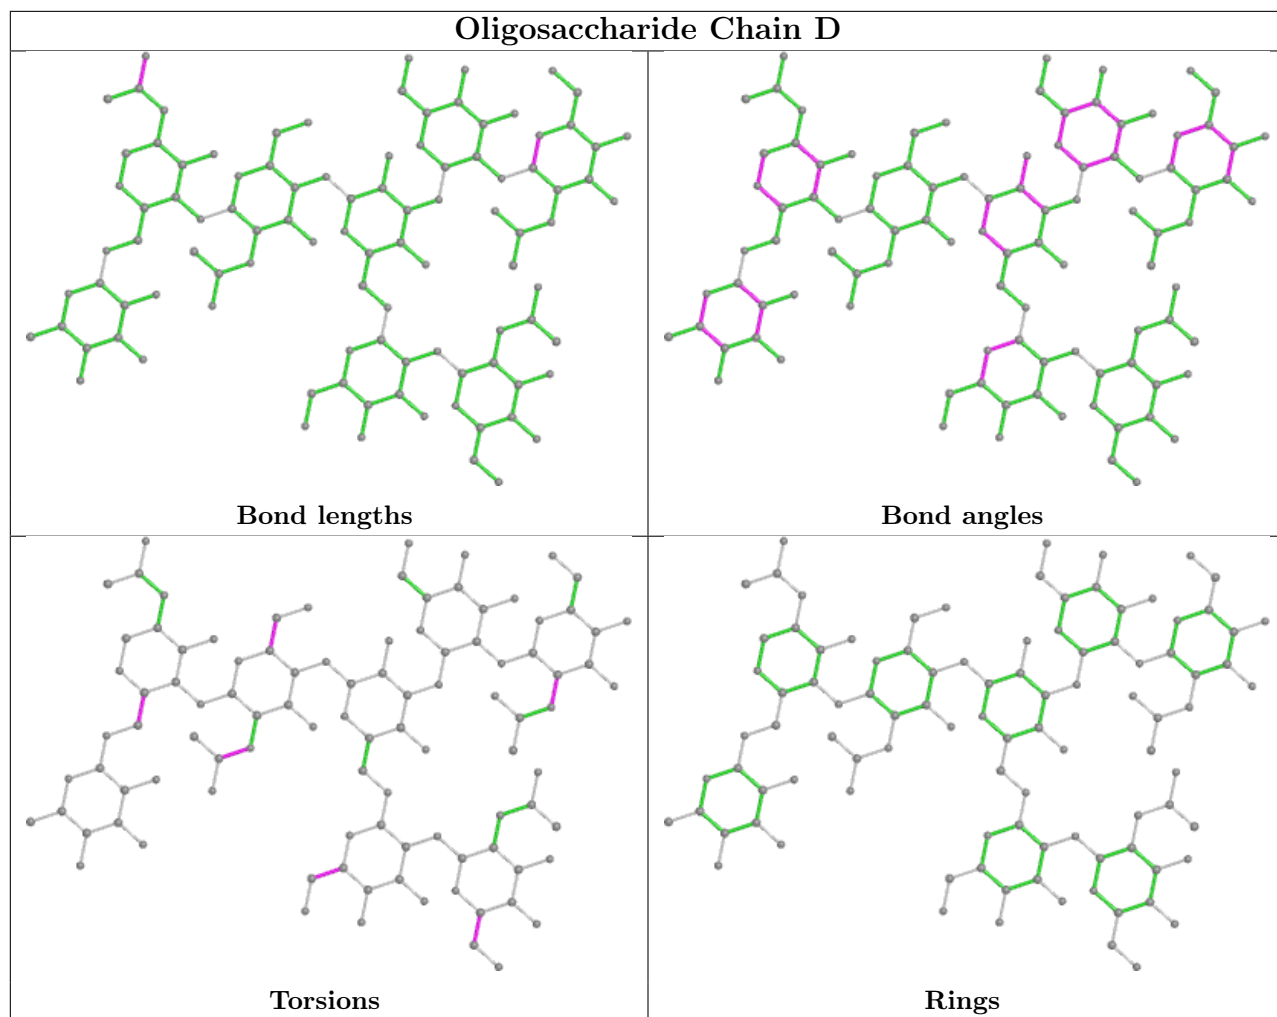 Oligosaccharide Chain D
Bond lengths
Bond angles
Torsions
Rings